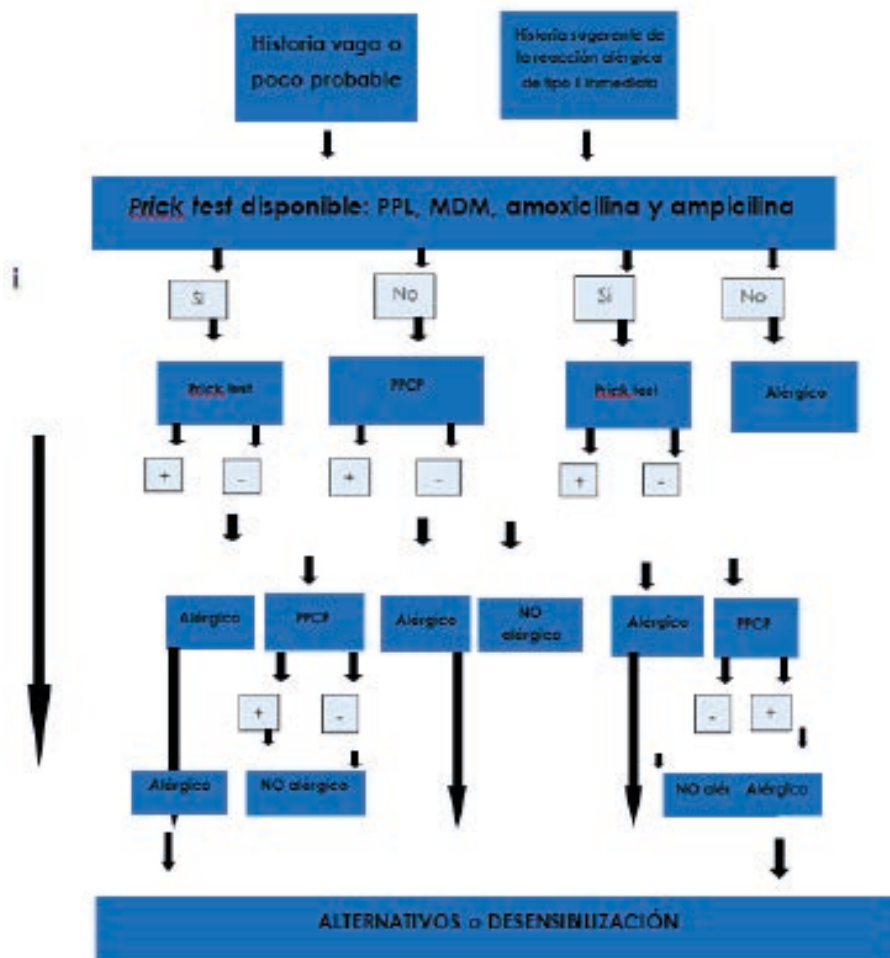 Historia vaga o
poco probable
Historia sugerente de
la reacción alérgica
de tipo I inmediata
Prick test disponible: PPL, MDM, amoxicilina y ampicilina
i
Si No Sí No
Prick test PPCP Prick test Alérgico
+ - + - + -
Alérgico PPCP Alérgico NO
alérgico
Alérgico PPCP
+ - - +
Alérgico NO alérgico NO alér Alérgico
ALTERNATIVOS o DESENSIBILIZACIÓN